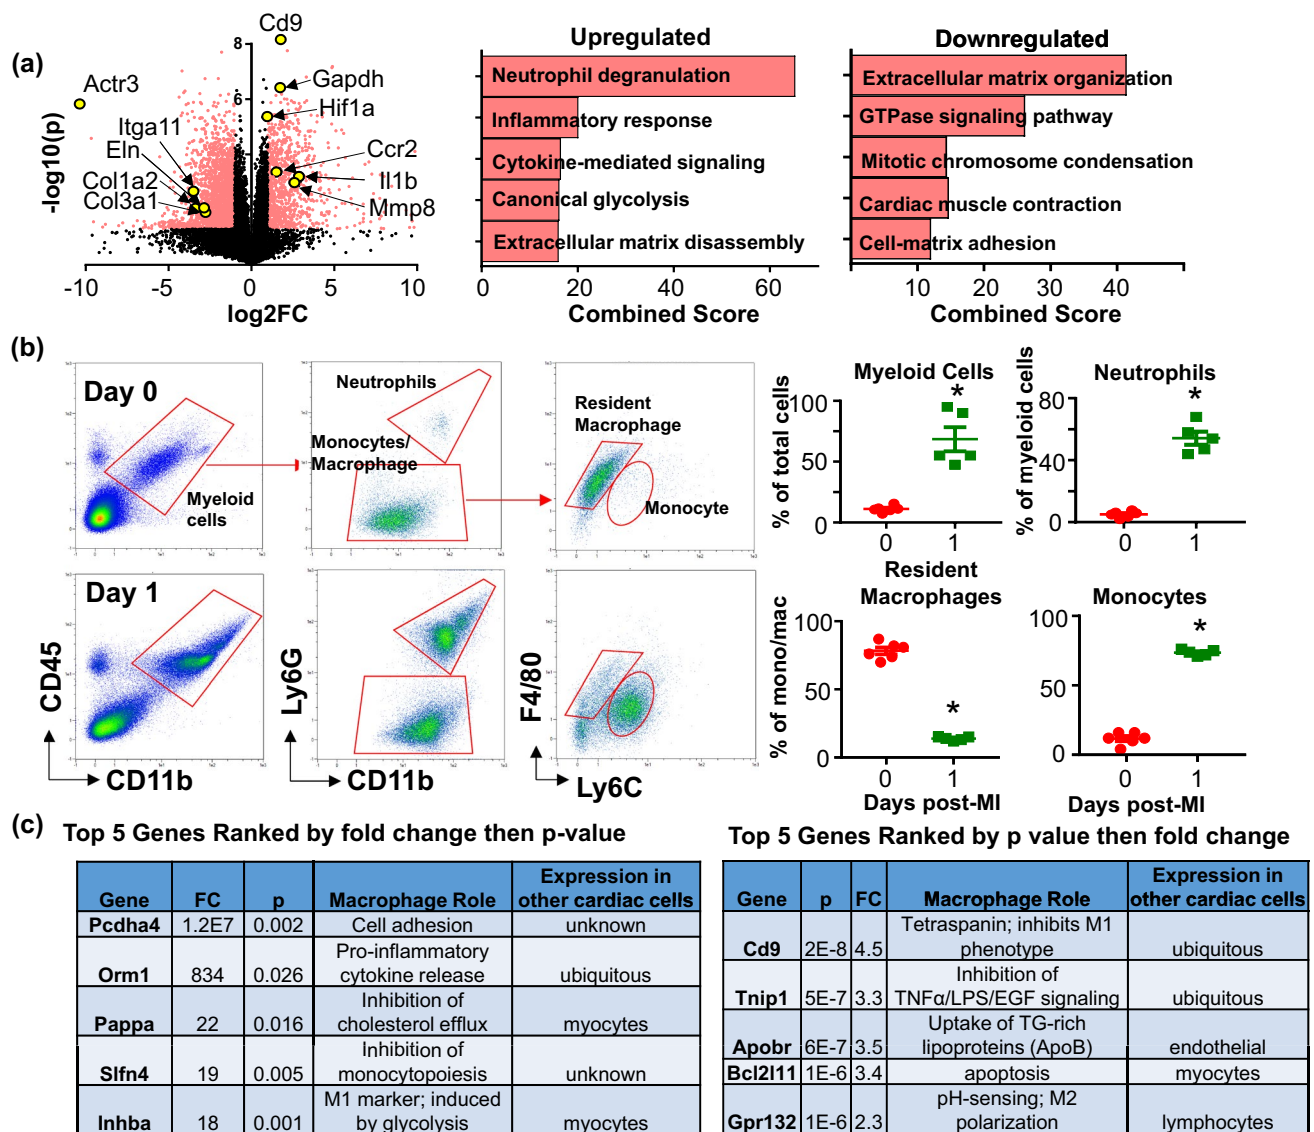 (a)
Cd9
Actr3
Gapdh
Hif1a
Itga11
Eln
Col1a2
Col3a1
Ccr2
Il1b
Mmp8
-log10(p)
8
6
-10
-5
0
5
10
log2FC
Upregulated
Neutrophil degranulation
Inflammatory response
Cytokine-mediated signaling
Canonical glycolysis
Extracellular matrix disassembly
0
20
40
60
Combined Score
Downregulated
Extracellular matrix organization
GTPase signaling pathway
Mitotic chromosome condensation
Cardiac muscle contraction
Cell-matrix adhesion
10
20
30
40
Combined Score
(b)
Day 0
Myeloid
cells
Neutrophils
Monocytes/
Macrophage
Resident
Macrophage
Monocyte
Day 1
CD45
CD11b
Ly6G
CD11b
F4/80
Ly6C
Myeloid Cells
% of total cells
100
50
0
*
0
1
Neutrophils
% of myeloid cells
80
40
0
*
0
1
Resident
Macrophages
% of mono/mac
100
50
0
*
0
1
Days post-MI
Monocytes
100
50
0
*
0
1
Days post-MI
(c)
Top 5 Genes Ranked by fold change then p-value
Gene FC p Macrophage Role Expression in other cardiac cells
Pcdha4 1.2E7 0.002 Cell adhesion unknown
Orm1 834 0.026 Pro-inflammatory cytokine release ubiquitous
Pappa 22 0.016 Inhibition of cholesterol efflux myocytes
Slfn4 19 0.005 Inhibition of monocytopoiesis unknown
Inhba 18 0.001 M1 marker; induced by glycolysis myocytes
Top 5 Genes Ranked by p value then fold change
Gene p FC Macrophage Role Expression in other cardiac cells
Cd9 2E-8 4.5 Tetraspanin; inhibits M1 phenotype ubiquitous
Tnip1 5E-7 3.3 Inhibition of TNFα/LPS/EGF signaling ubiquitous
Apobr 6E-7 3.5 Uptake of TG-rich lipoproteins (ApoB) endothelial
Bcl2l11 1E-6 3.4 apoptosis myocytes
Gpr132 1E-6 2.3 pH-sensing; M2 polarization lymphocytes